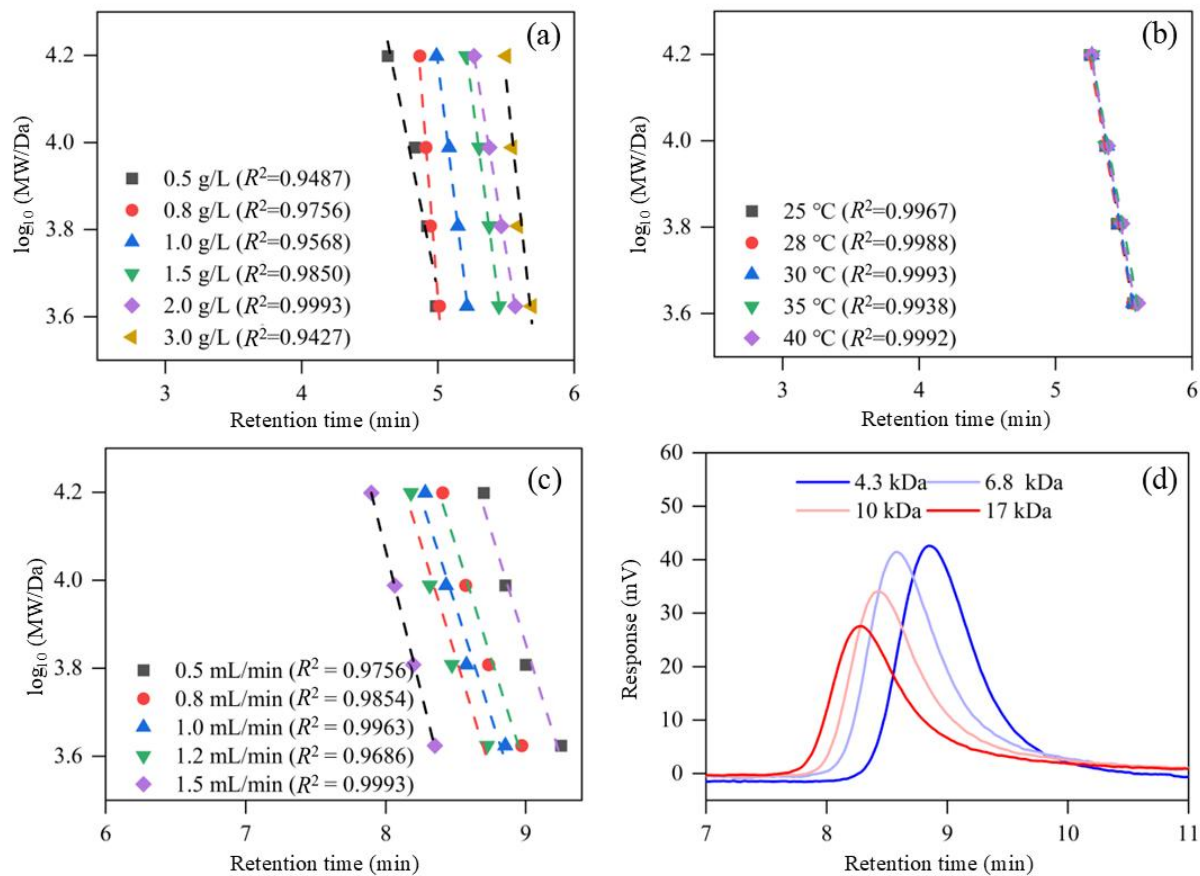 (a)
log₁₀ (MW/Da)
4.2
4.0
3.8
3.6
0.5 g/L (R²=0.9487)
0.8 g/L (R²=0.9756)
1.0 g/L (R²=0.9568)
1.5 g/L (R²=0.9850)
2.0 g/L (R²=0.9993)
3.0 g/L (R²=0.9427)
3 4 5 6
Retention time (min)
(b)
log₁₀ (MW/Da)
4.2
4.0
3.8
3.6
25 °C (R²=0.9967)
28 °C (R²=0.9988)
30 °C (R²=0.9993)
35 °C (R²=0.9938)
40 °C (R²=0.9992)
3 4 5 6
Retention time (min)
(c)
log₁₀ (MW/Da)
4.2
4.0
3.8
3.6
0.5 mL/min (R² = 0.9756)
0.8 mL/min (R² = 0.9854)
1.0 mL/min (R² = 0.9963)
1.2 mL/min (R² = 0.9686)
1.5 mL/min (R² = 0.9993)
6 7 8 9
Retention time (min)
(d)
Response (mV)
60
50
40
30
20
10
0
4.3 kDa 6.8 kDa
10 kDa 17 kDa
7 8 9 10 11
Retention time (min)